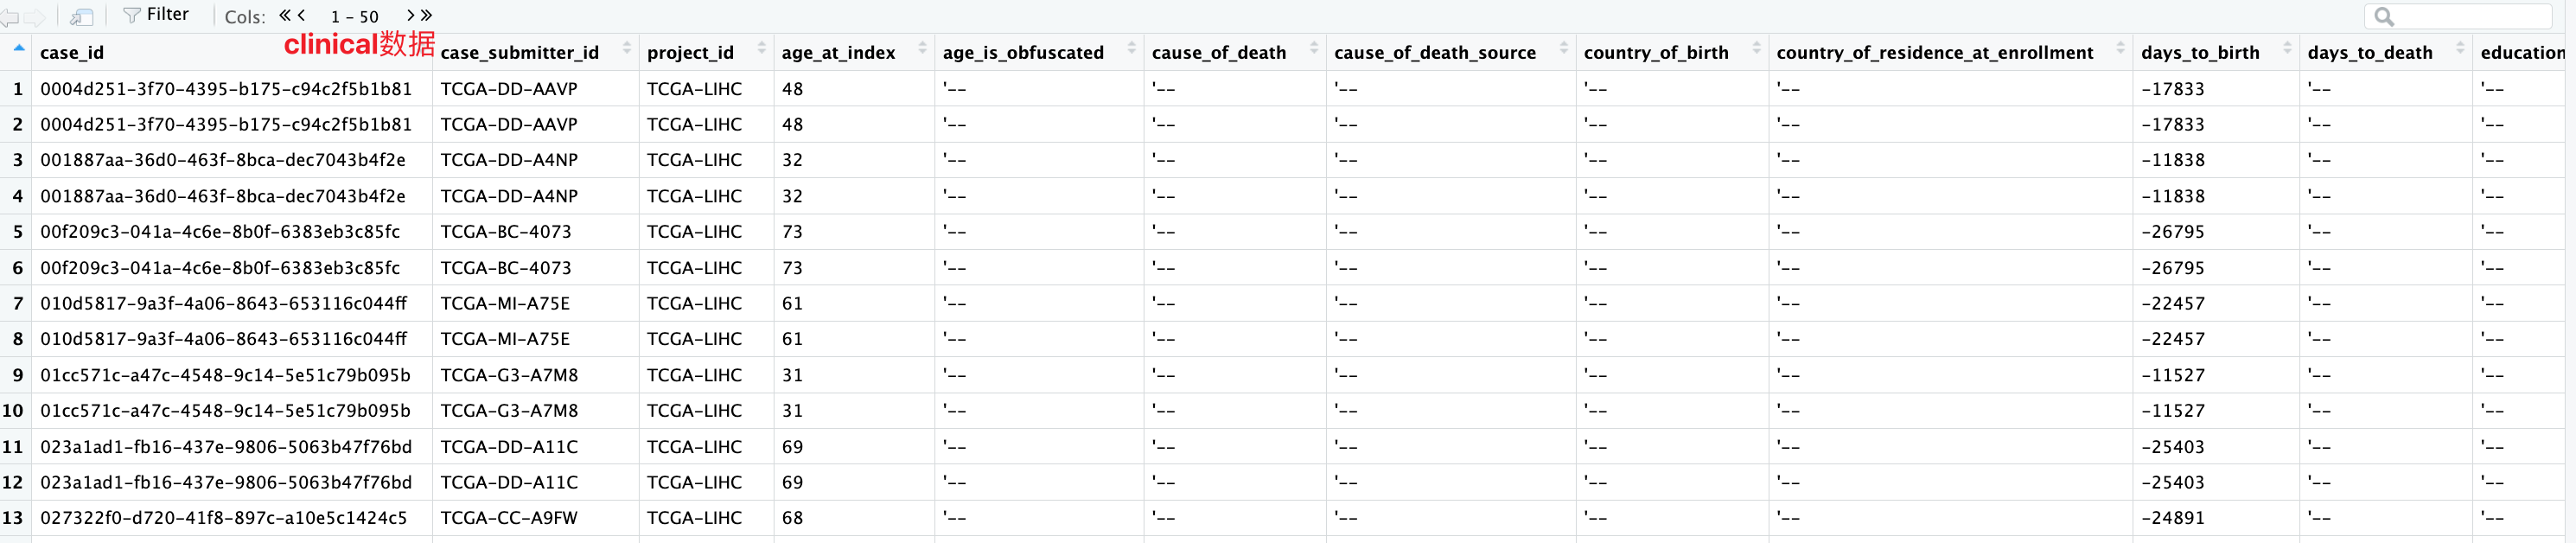 Filter Cols: 1 - 50
clinical数据
case_id case_submitter_id project_id age_at_index age_is_obfuscated cause_of_death cause_of_death_source country_of_birth country_of_residence_at_enrollment days_to_birth days_to_death education
1 0004d251-3f70-4395-b175-c94c2f5b1b81 TCGA-DD-AAVP TCGA-LIHC 48 '-- '-- '-- '-- '-- -17833 '-- '--
2 0004d251-3f70-4395-b175-c94c2f5b1b81 TCGA-DD-AAVP TCGA-LIHC 48 '-- '-- '-- '-- '-- -17833 '-- '--
3 001887aa-36d0-463f-8bca-dec7043b4f2e TCGA-DD-A4NP TCGA-LIHC 32 '-- '-- '-- '-- '-- -11838 '-- '--
4 001887aa-36d0-463f-8bca-dec7043b4f2e TCGA-DD-A4NP TCGA-LIHC 32 '-- '-- '-- '-- '-- -11838 '-- '--
5 00f209c3-041a-4c6e-8b0f-6383eb3c85fc TCGA-BC-4073 TCGA-LIHC 73 '-- '-- '-- '-- '-- -26795 '-- '--
6 00f209c3-041a-4c6e-8b0f-6383eb3c85fc TCGA-BC-4073 TCGA-LIHC 73 '-- '-- '-- '-- '-- -26795 '-- '--
7 010d5817-9a3f-4a06-8643-653116c044ff TCGA-MI-A75E TCGA-LIHC 61 '-- '-- '-- '-- '-- -22457 '-- '--
8 010d5817-9a3f-4a06-8643-653116c044ff TCGA-MI-A75E TCGA-LIHC 61 '-- '-- '-- '-- '-- -22457 '-- '--
9 01cc571c-a47c-4548-9c14-5e51c79b095b TCGA-G3-A7M8 TCGA-LIHC 31 '-- '-- '-- '-- '-- -11527 '-- '--
10 01cc571c-a47c-4548-9c14-5e51c79b095b TCGA-G3-A7M8 TCGA-LIHC 31 '-- '-- '-- '-- '-- -11527 '-- '--
11 023a1ad1-fb16-437e-9806-5063b47f76bd TCGA-DD-A11C TCGA-LIHC 69 '-- '-- '-- '-- '-- -25403 '-- '--
12 023a1ad1-fb16-437e-9806-5063b47f76bd TCGA-DD-A11C TCGA-LIHC 69 '-- '-- '-- '-- '-- -25403 '-- '--
13 027322f0-d720-41f8-897c-a10e5c1424c5 TCGA-CC-A9FW TCGA-LIHC 68 '-- '-- '-- '-- '-- -24891 '-- '--